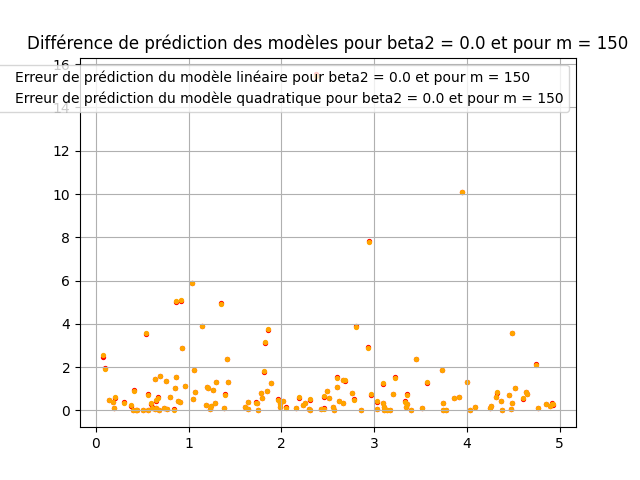 Différence de prédiction des modèles pour beta2 = 0.0 et pour m = 150
Erreur de prédiction du modèle linéaire pour beta2 = 0.0 et pour m = 150
Erreur de prédiction du modèle quadratique pour beta2 = 0.0 et pour m = 150
16
14
12
10
8
6
4
2
0
0 1 2 3 4 5